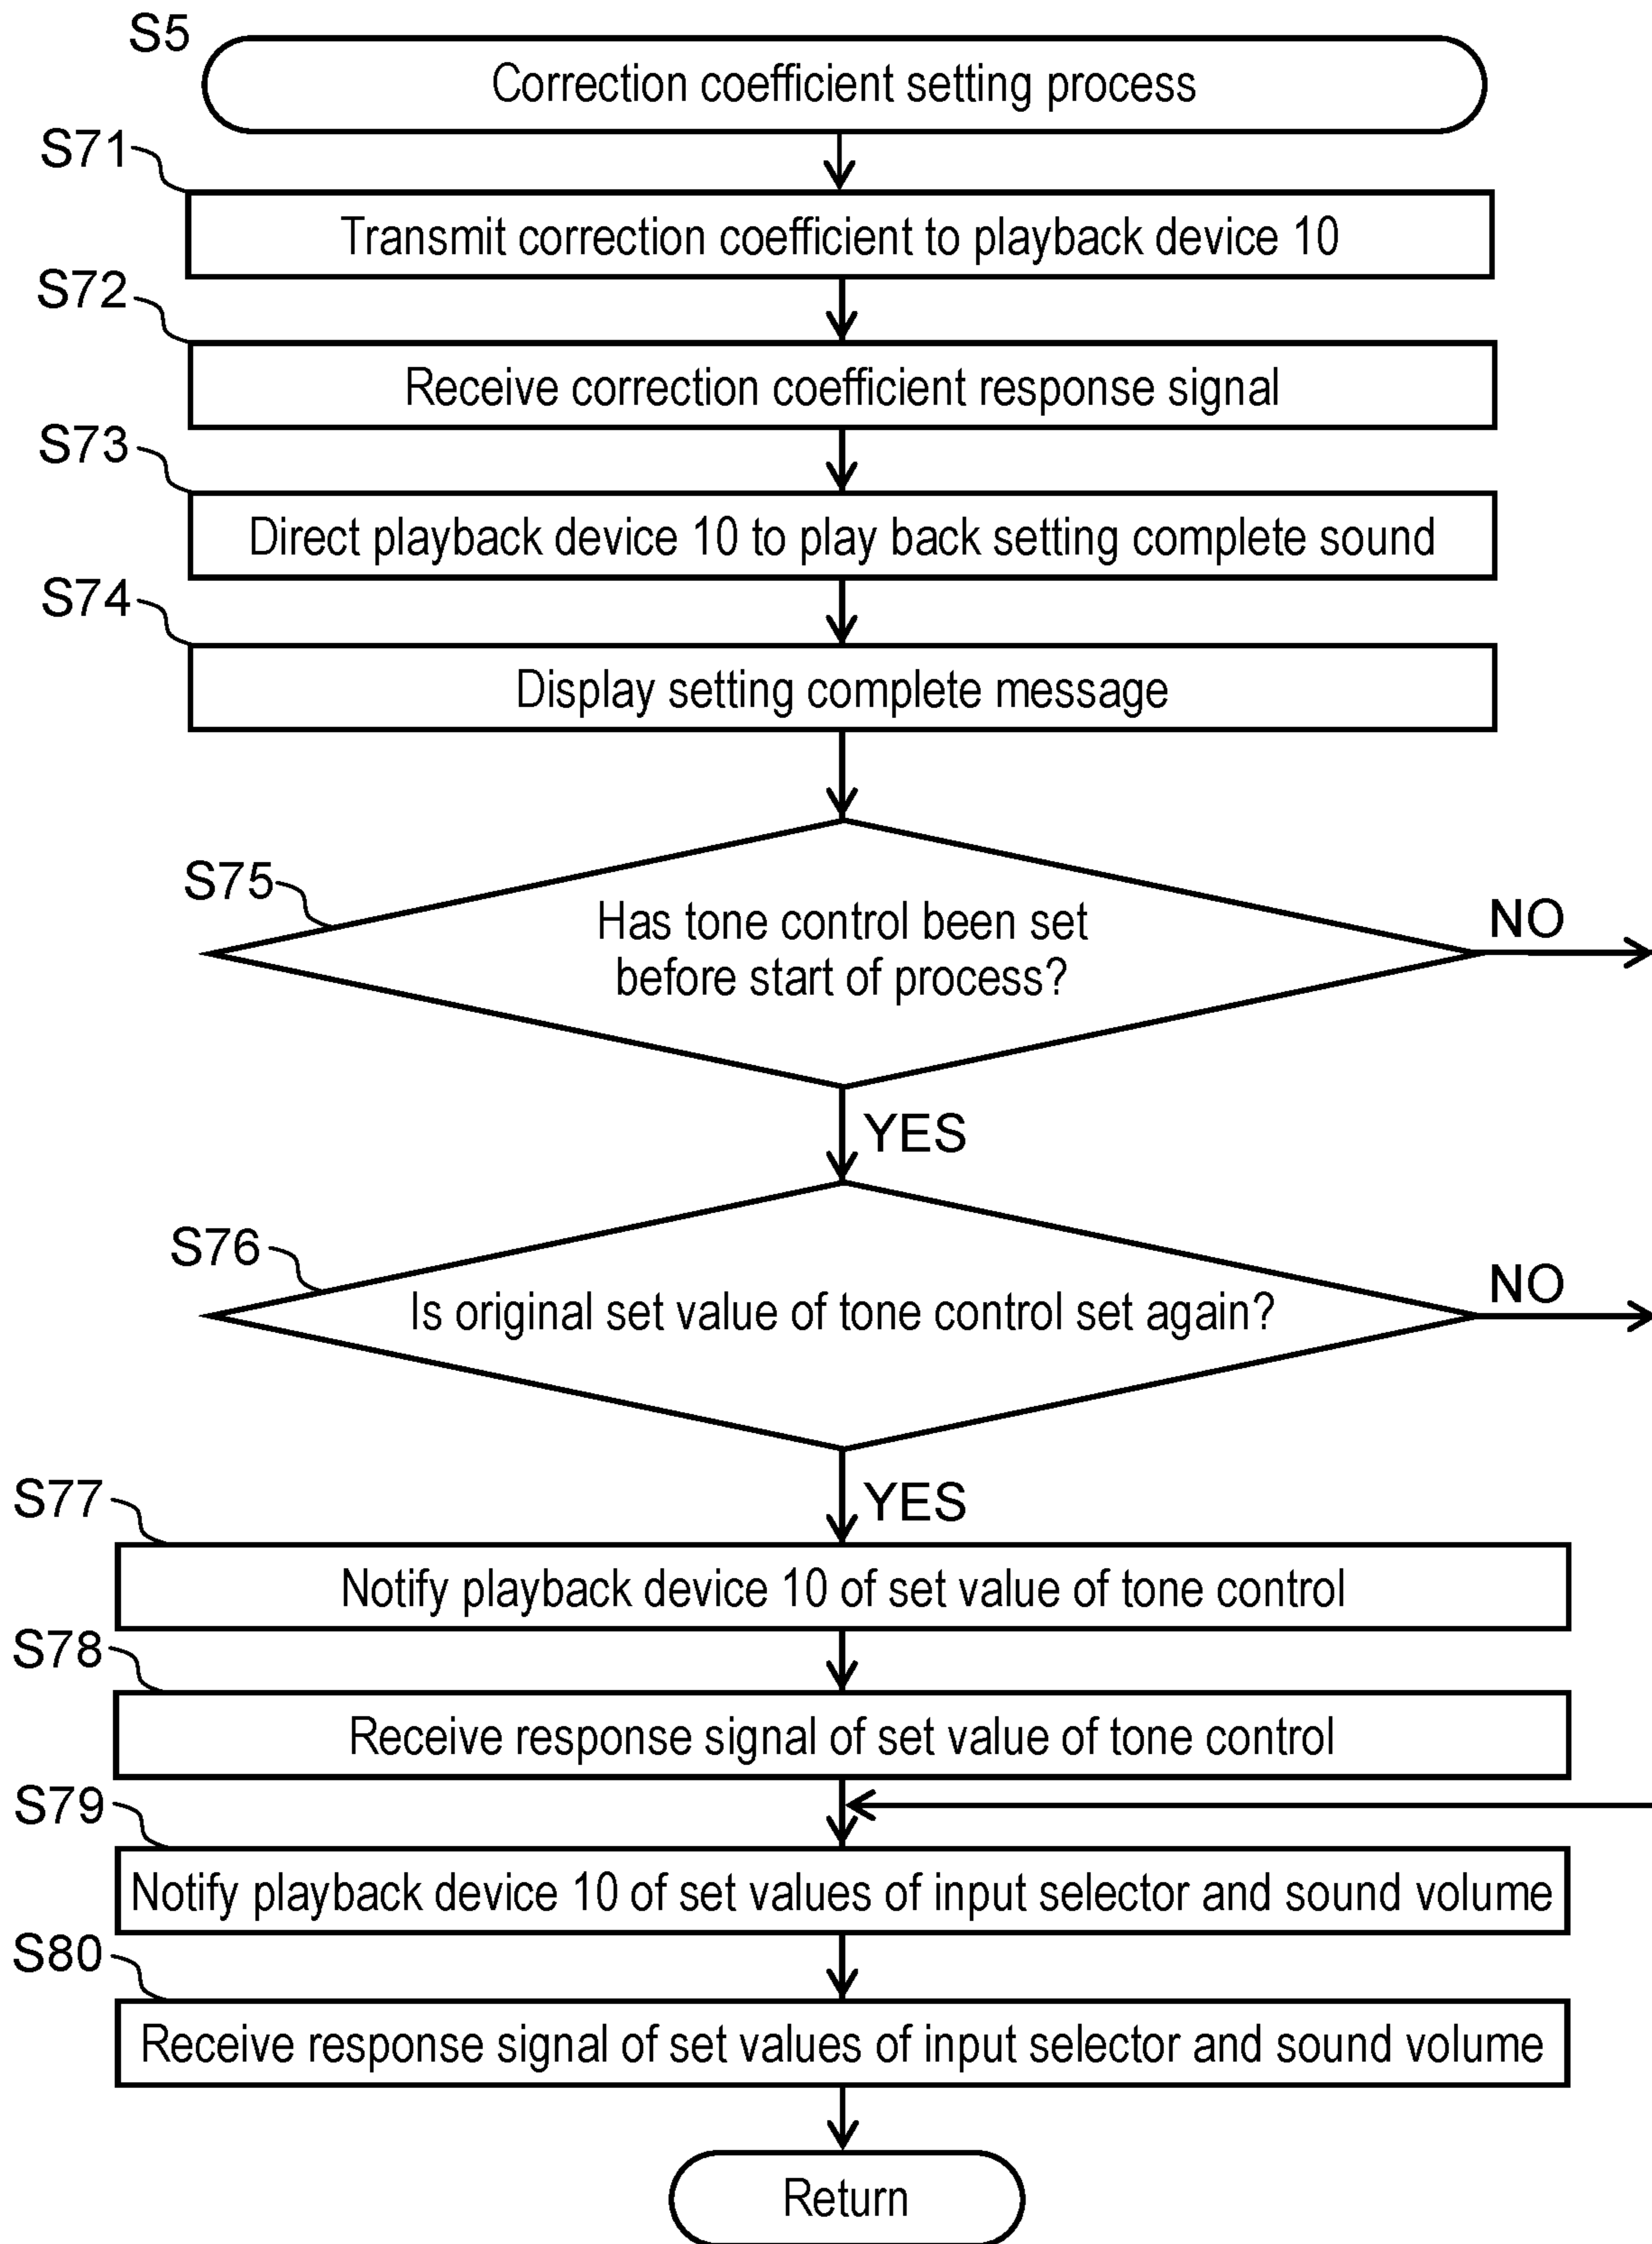 S5
Correction coefficient setting process
S71
Transmit correction coefficient to playback device 10
S72
Receive correction coefficient response signal
S73
Direct playback device 10 to play back setting complete sound
S74
Display setting complete message
S75
Has tone control been set
before start of process?
NO
YES
S76
Is original set value of tone control set again?
NO
YES
S77
Notify playback device 10 of set value of tone control
S78
Receive response signal of set value of tone control
S79
Notify playback device 10 of set values of input selector and sound volume
S80
Receive response signal of set values of input selector and sound volume
Return